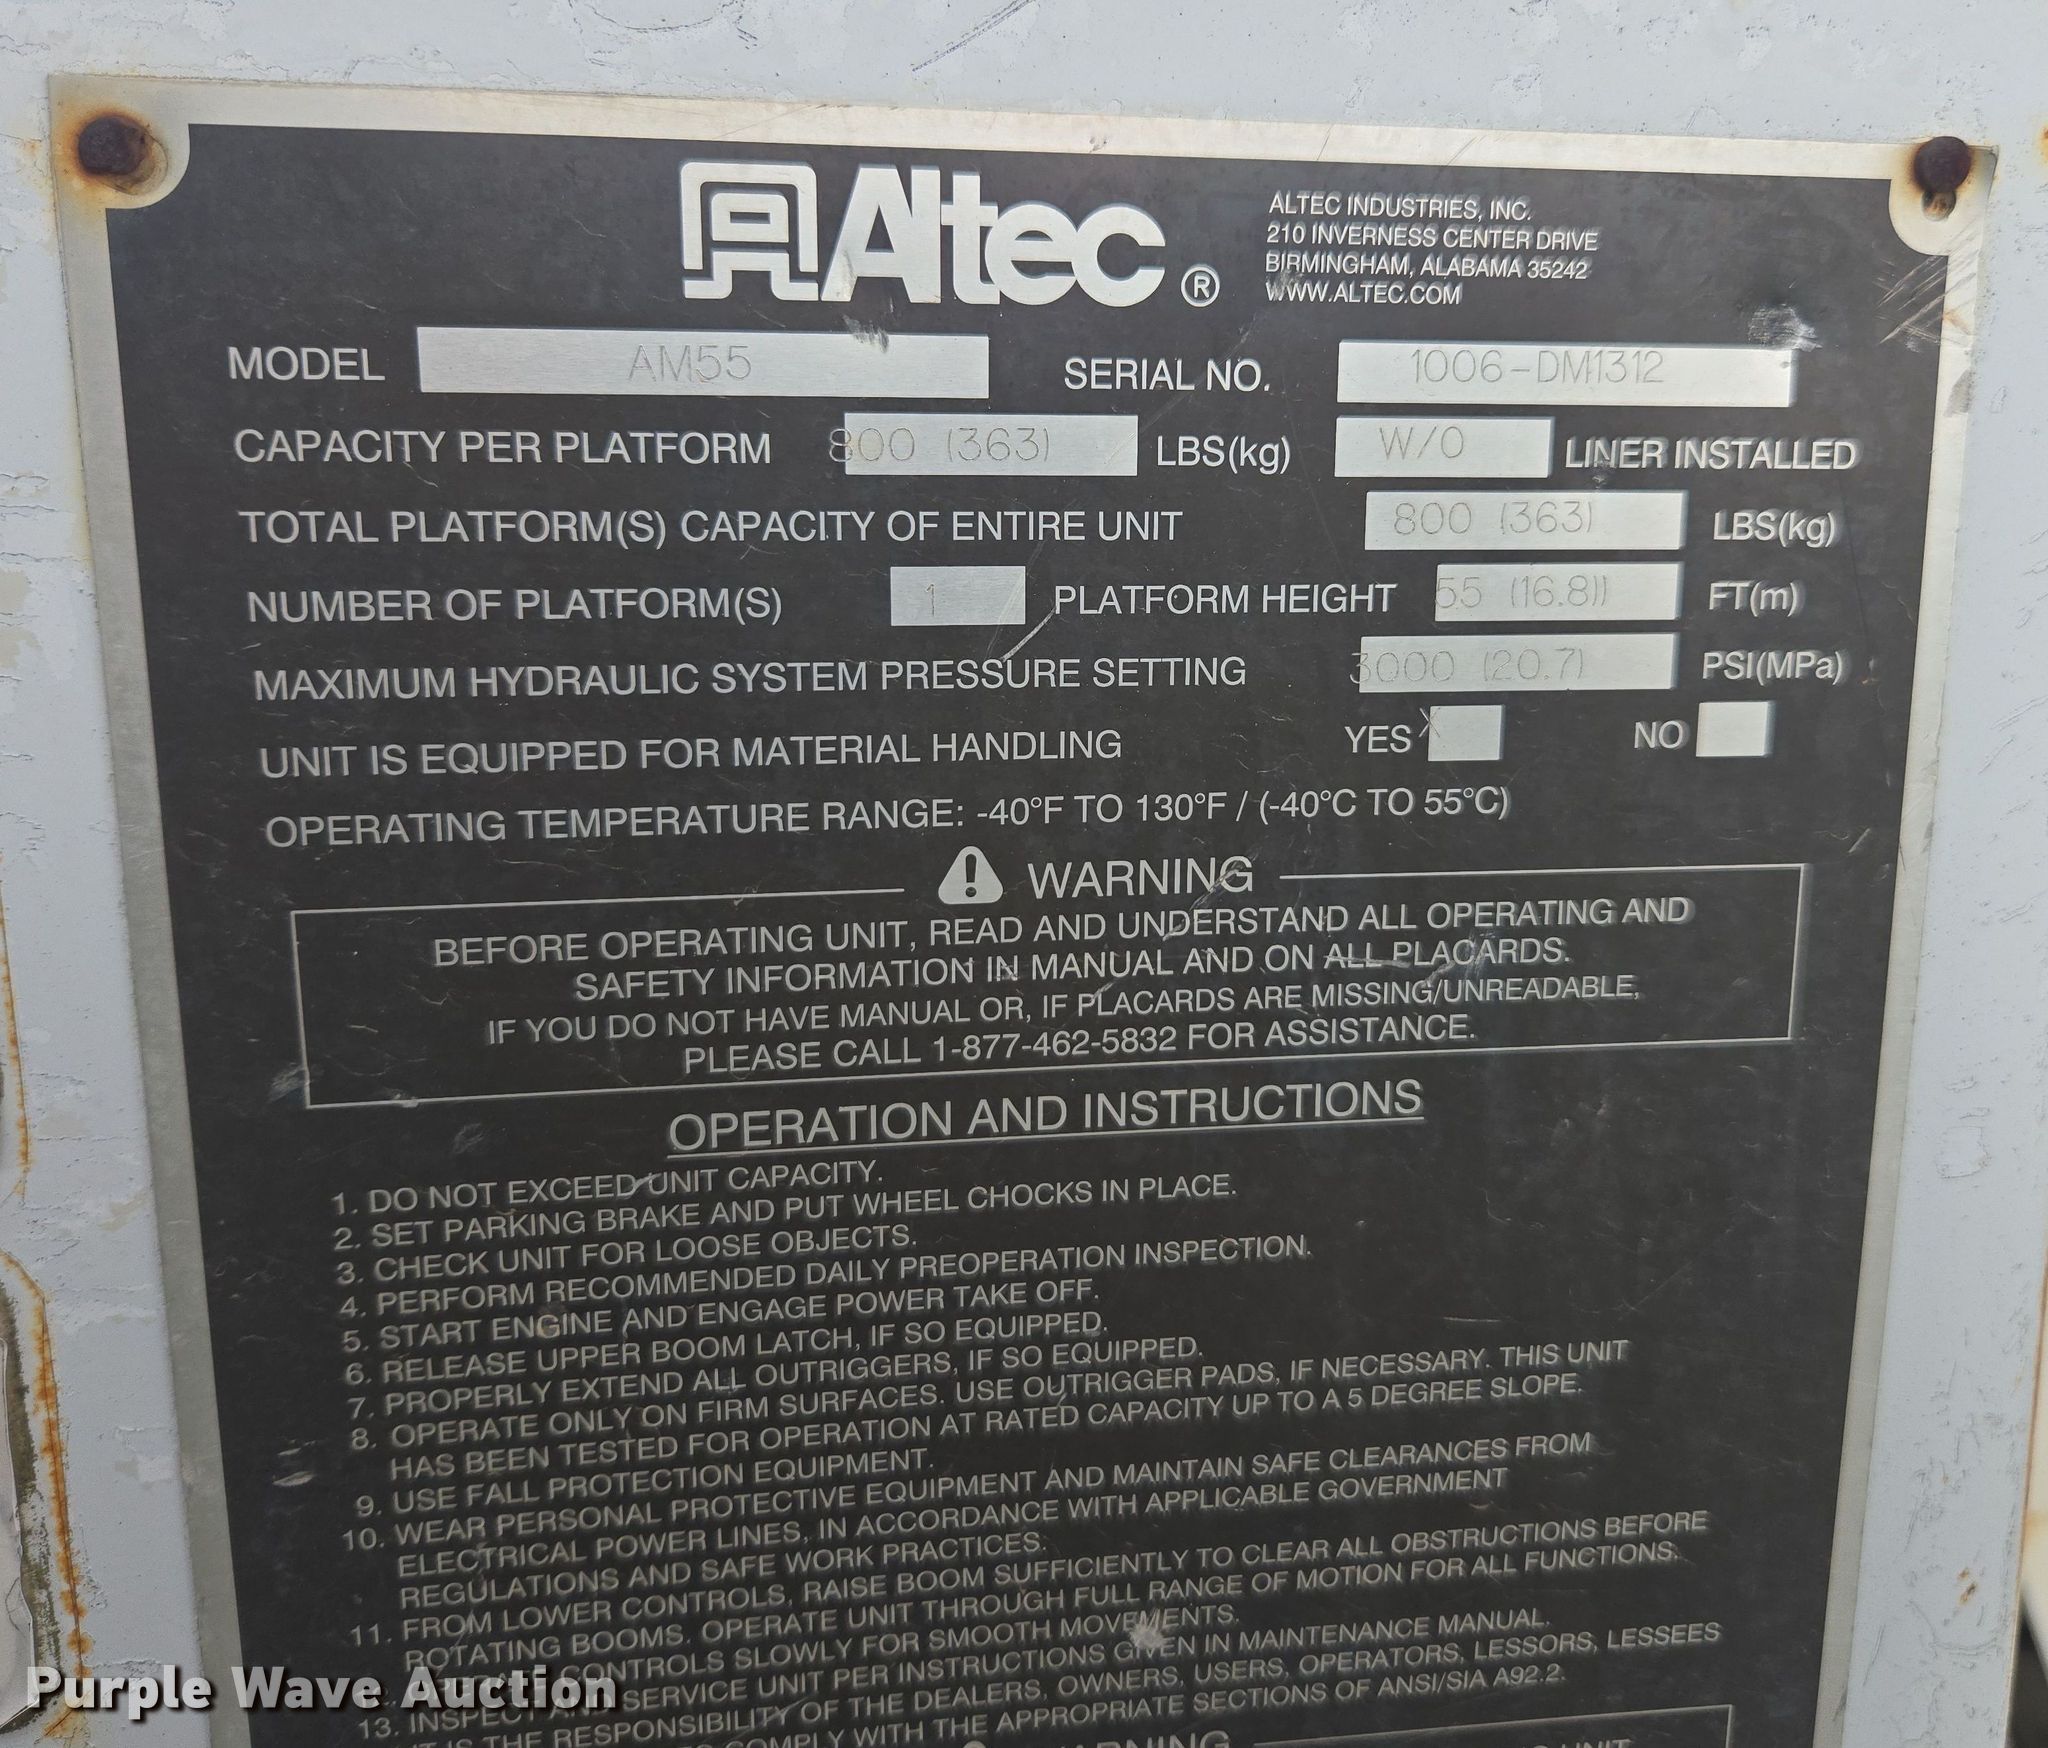 Altec ®
ALTEC INDUSTRIES, INC.
210 INVERNESS CENTER DRIVE
BIRMINGHAM, ALABAMA 35242
WWW.ALTEC.COM
MODEL AM55 SERIAL NO. 1006-DM1312
CAPACITY PER PLATFORM 800 (363) LBS(kg) W/O LINER INSTALLED
TOTAL PLATFORM(S) CAPACITY OF ENTIRE UNIT 800 (363) LBS(kg)
NUMBER OF PLATFORM(S) 1 PLATFORM HEIGHT 55 (16.8)) FT(m)
MAXIMUM HYDRAULIC SYSTEM PRESSURE SETTING 3000 (20.7) PSI(MPa)
UNIT IS EQUIPPED FOR MATERIAL HANDLING YES X NO
OPERATING TEMPERATURE RANGE: -40°F TO 130°F / (-40°C TO 55°C)
WARNING
BEFORE OPERATING UNIT, READ AND UNDERSTAND ALL OPERATING AND
SAFETY INFORMATION IN MANUAL AND ON ALL PLACARDS.
IF YOU DO NOT HAVE MANUAL OR, IF PLACARDS ARE MISSING/UNREADABLE,
PLEASE CALL 1-877-462-5832 FOR ASSISTANCE.
OPERATION AND INSTRUCTIONS
1. DO NOT EXCEED UNIT CAPACITY.
2. SET PARKING BRAKE AND PUT WHEEL CHOCKS IN PLACE.
3. CHECK UNIT FOR LOOSE OBJECTS.
4. PERFORM RECOMMENDED DAILY PREOPERATION INSPECTION.
5. START ENGINE AND ENGAGE POWER TAKE OFF.
6. RELEASE UPPER BOOM LATCH, IF SO EQUIPPED.
7. PROPERLY EXTEND ALL OUTRIGGERS, IF SO EQUIPPED.
8. OPERATE ONLY ON FIRM SURFACES. USE OUTRIGGER PADS, IF NECESSARY. THIS UNIT
HAS BEEN TESTED FOR OPERATION AT RATED CAPACITY UP TO A 5 DEGREE SLOPE.
9. USE FALL PROTECTION EQUIPMENT.
10. WEAR PERSONAL PROTECTIVE EQUIPMENT AND MAINTAIN SAFE CLEARANCES FROM
ELECTRICAL POWER LINES, IN ACCORDANCE WITH APPLICABLE GOVERNMENT
REGULATIONS AND SAFE WORK PRACTICES.
11. FROM LOWER CONTROLS, RAISE BOOM SUFFICIENTLY TO CLEAR ALL OBSTRUCTIONS BEFORE
ROTATING BOOMS. OPERATE UNIT THROUGH FULL RANGE OF MOTION FOR ALL FUNCTIONS.
CONTROLS SLOWLY FOR SMOOTH MOVEMENTS.
13. INSPECT AND SERVICE UNIT PER INSTRUCTIONS GIVEN IN MAINTENANCE MANUAL.
IT IS THE RESPONSIBILITY OF THE DEALERS, OWNERS, USERS, OPERATORS, LESSORS, LESSEES
COMPLY WITH THE APPROPRIATE SECTIONS OF ANSI/SIA A92.2.
WARNING
UNIT
Purple Wave Auction